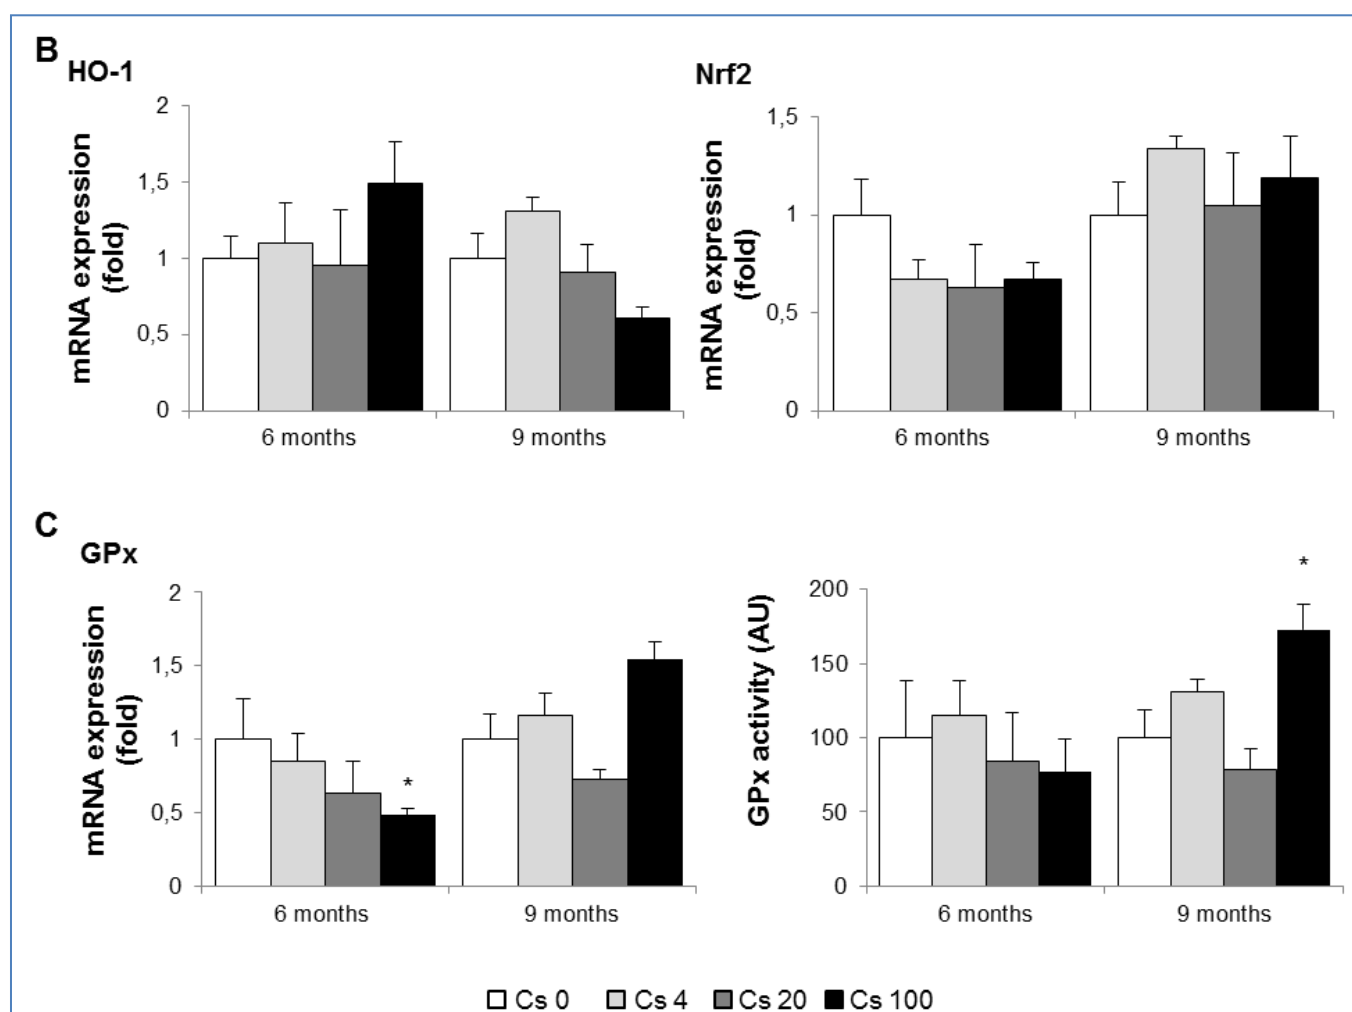 B
HO-1
mRNA expression
(fold)
2
1,5
1
0,5
0
6 months
9 months
Nrf2
mRNA expression
(fold)
1,5
1
0,5
0
6 months
9 months
C
GPx
mRNA expression
(fold)
2
1,5
1
0,5
0
*
6 months
9 months
GPx activity (AU)
200
150
100
50
0
*
6 months
9 months
Cs 0 Cs 4 Cs 20 Cs 100